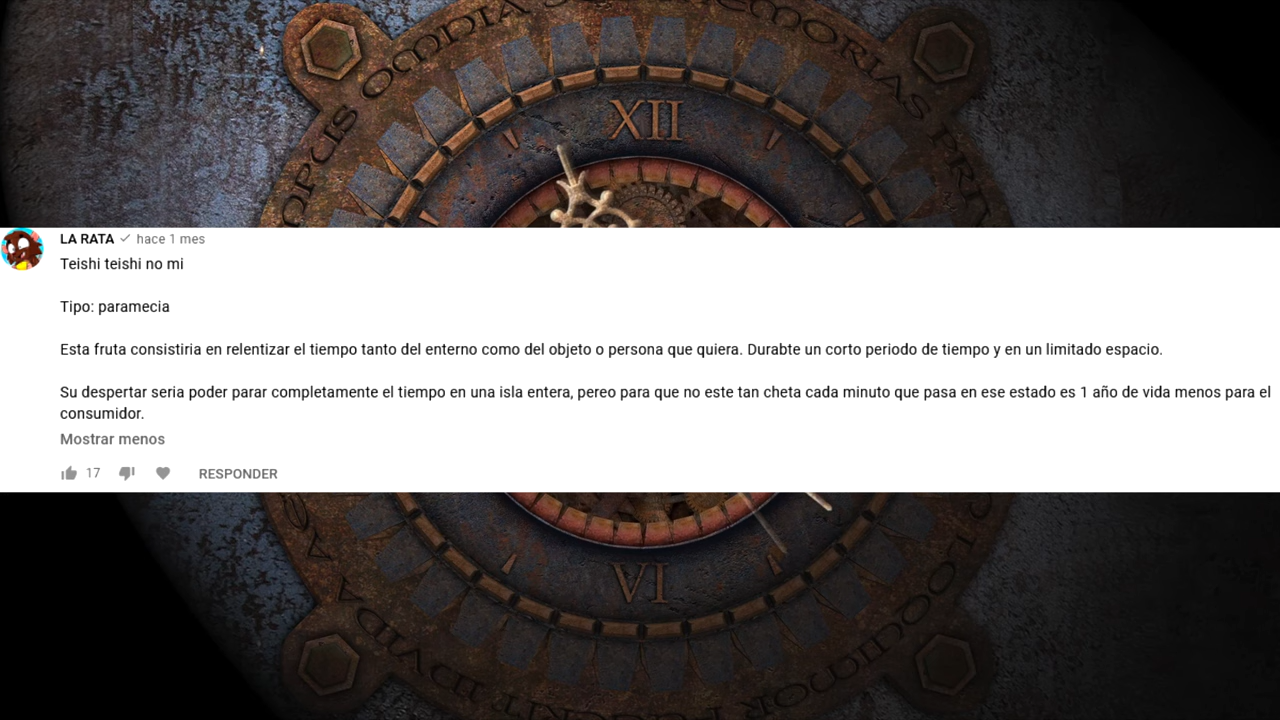 OPUS OMNIA
MEMORIAS PRI
XII
LA RATA hace 1 mes
Teishi teishi no mi
Tipo: paramecia
Esta fruta consistiria en relentizar el tiempo tanto del enterno como del objeto o persona que quiera. Durabte un corto periodo de tiempo y en un limitado espacio.
Su despertar seria poder parar completamente el tiempo en una isla entera, pereo para que no este tan cheta cada minuto que pasa en ese estado es 1 año de vida menos para el
consumidor.
Mostrar menos
17 RESPONDER
VI